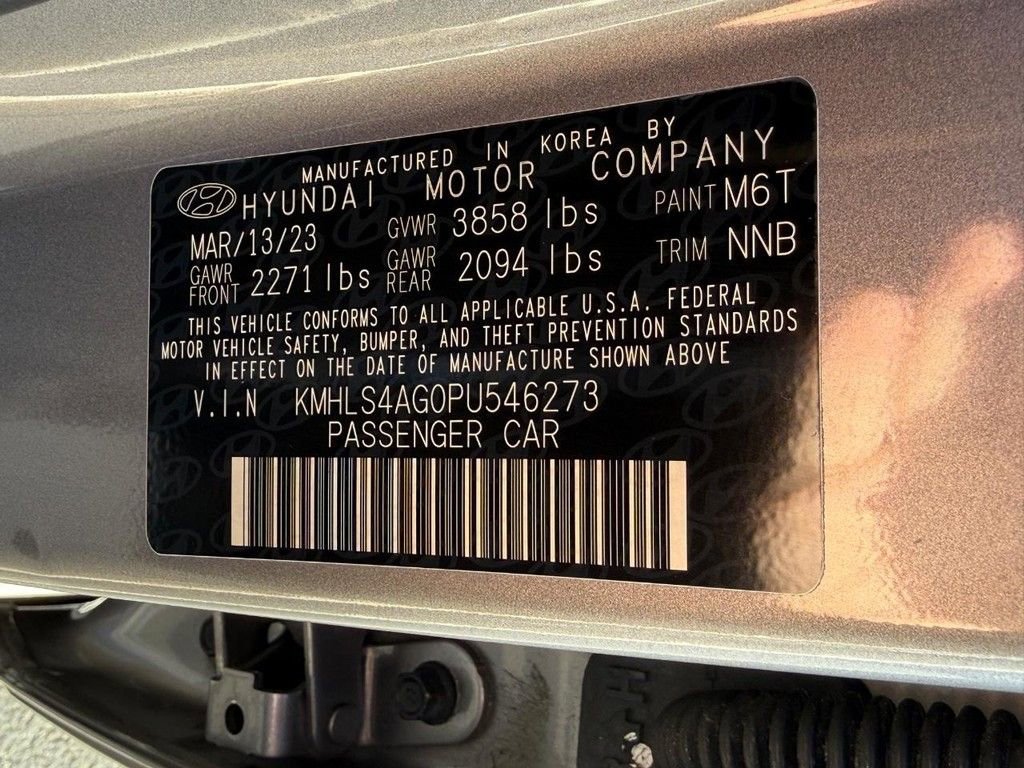 MANUFACTURED IN KOREA BY
HYUNDAI MOTOR COMPANY
MAR/13/23 GVWR 3858 lbs PAINT M6T
GAWR FRONT 2271 lbs GAWR REAR 2094 lbs TRIM NNB
THIS VEHICLE CONFORMS TO ALL APPLICABLE U.S.A. FEDERAL
MOTOR VEHICLE SAFETY, BUMPER, AND THEFT PREVENTION STANDARDS
IN EFFECT ON THE DATE OF MANUFACTURE SHOWN ABOVE
V.I.N KMHLS4AG0PU546273
PASSENGER CAR